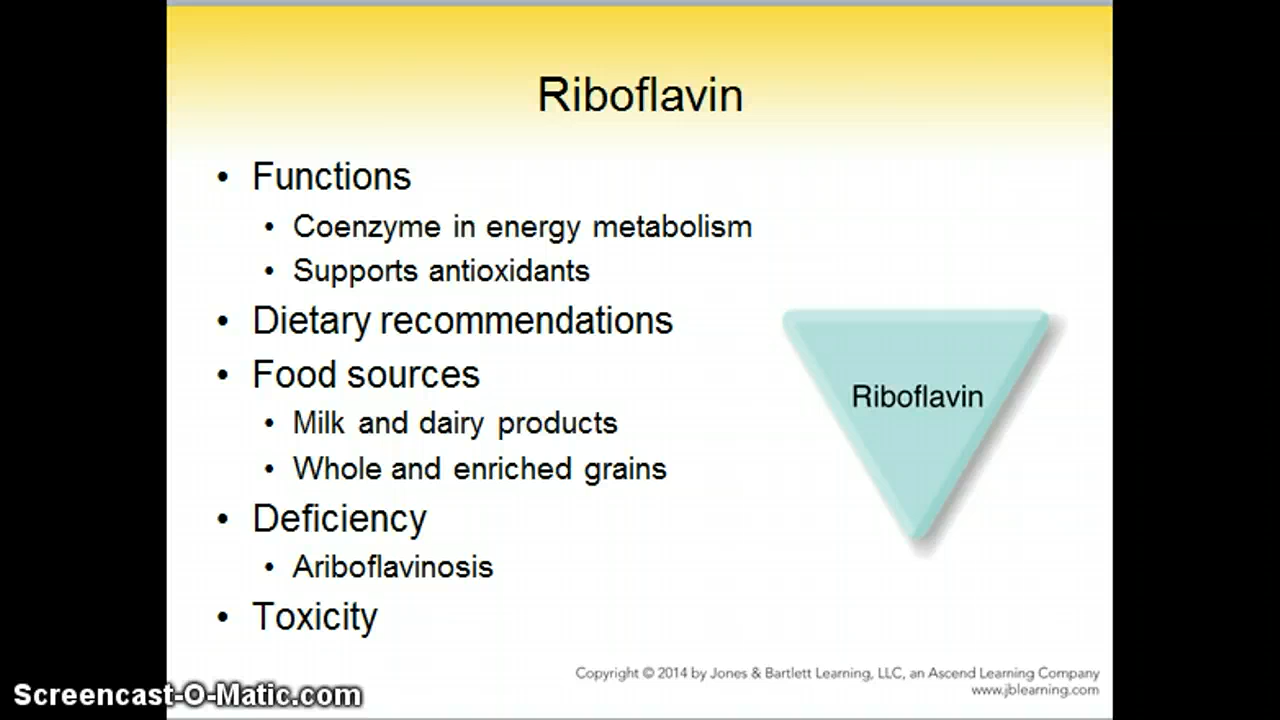 Riboflavin
• Functions
• Coenzyme in energy metabolism
• Supports antioxidants
• Dietary recommendations
• Food sources
• Milk and dairy products
• Whole and enriched grains
• Deficiency
• Ariboflavinosis
• Toxicity
Riboflavin
Copyright © 2014 by Jones & Bartlett Learning, LLC, an Ascend Learning Company
www.jblearning.com
Screencast-O-Matic.com